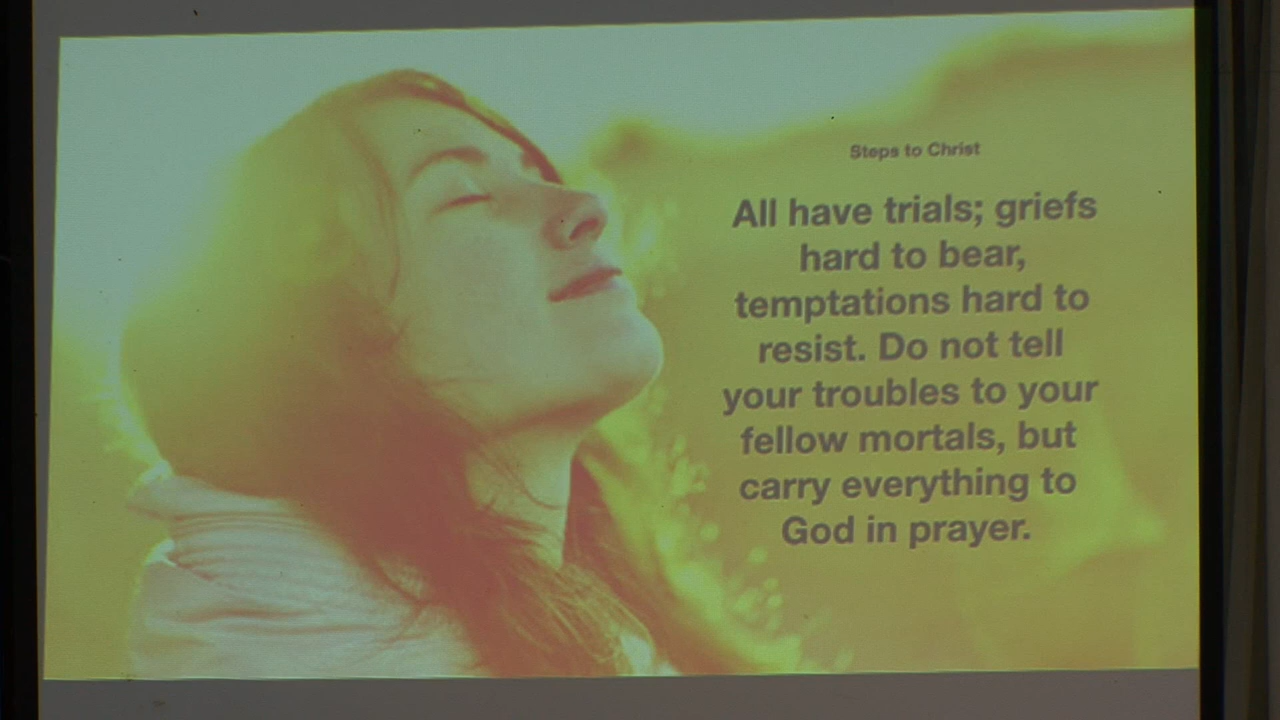 Steps to Christ
All have trials; griefs
hard to bear,
temptations hard to
resist. Do not tell
your troubles to your
fellow mortals, but
carry everything to
God in prayer.